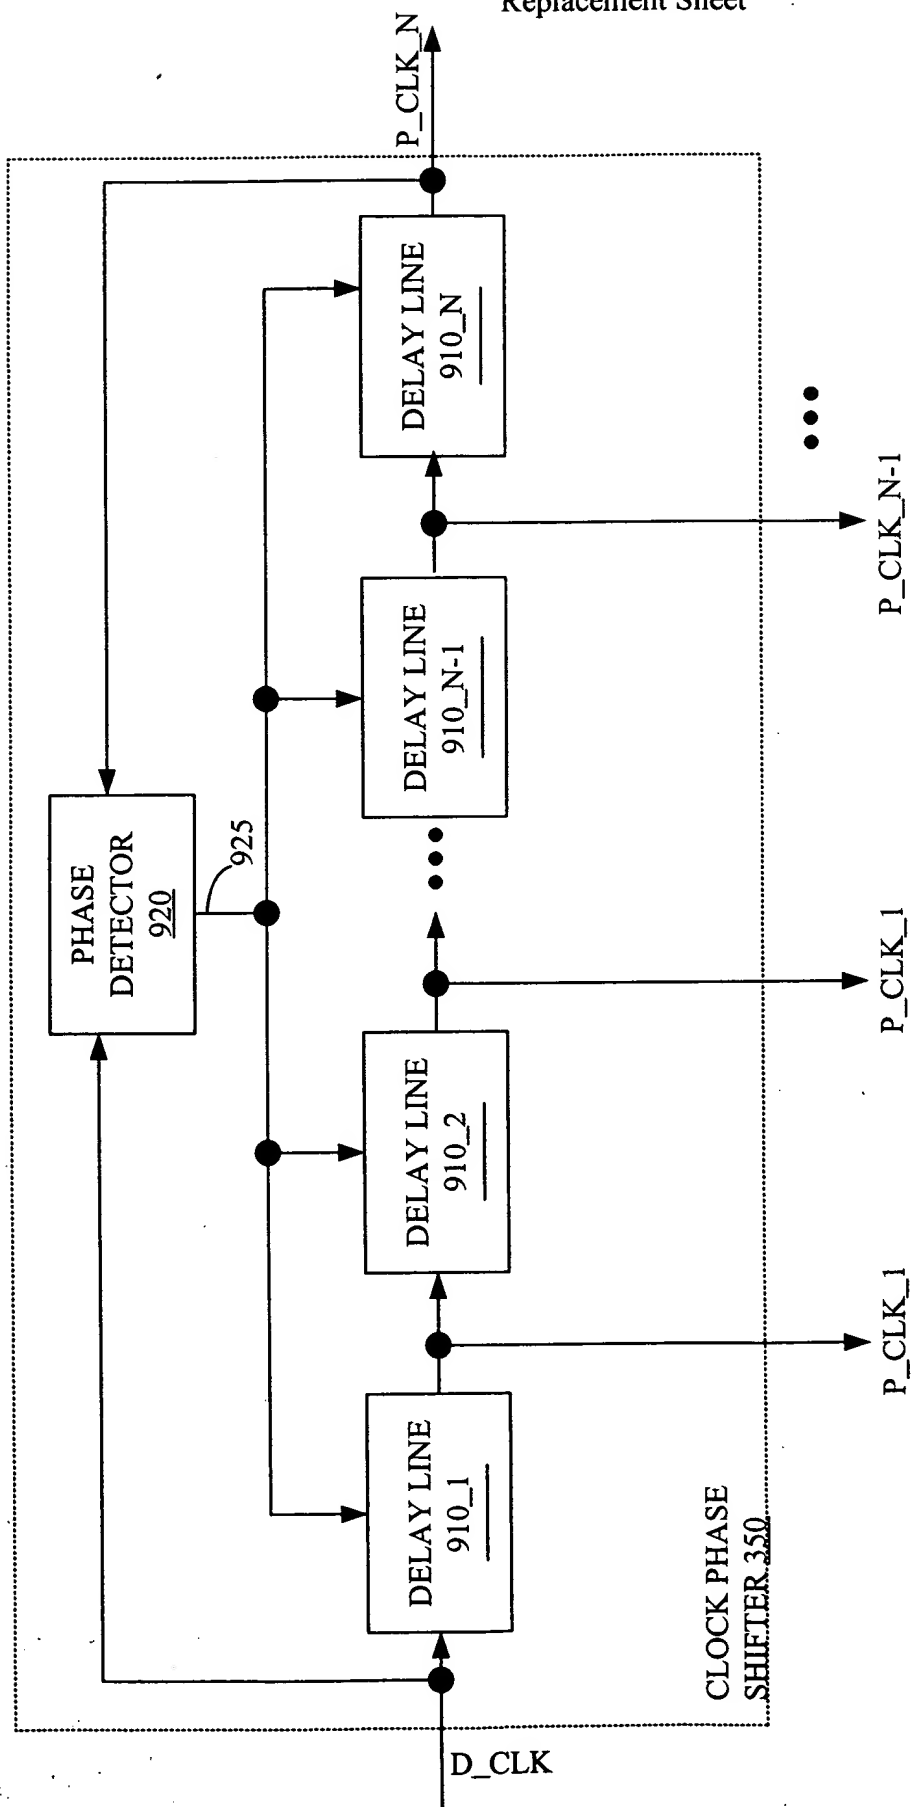 Replacement Sheet
PHASE
DETECTOR
920
925
D_CLK
DELAY LINE
910_1
DELAY LINE
910_2
DELAY LINE
910_N-1
DELAY LINE
910_N
P_CLK_N
P_CLK_1
P_CLK_1
P_CLK_N-1
CLOCK PHASE
SHIFTER 350